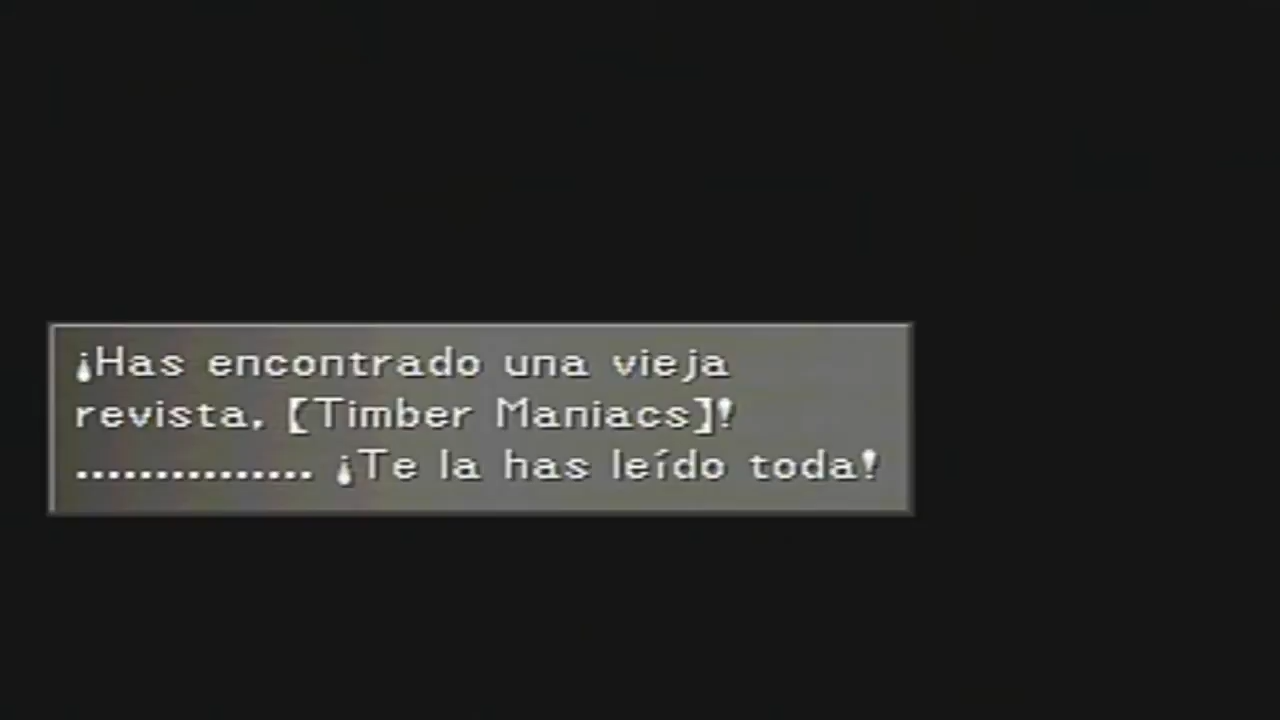 ¡Has encontrado una vieja
revista, [Timber Maniacs]!
............... ¡Te la has leído toda!